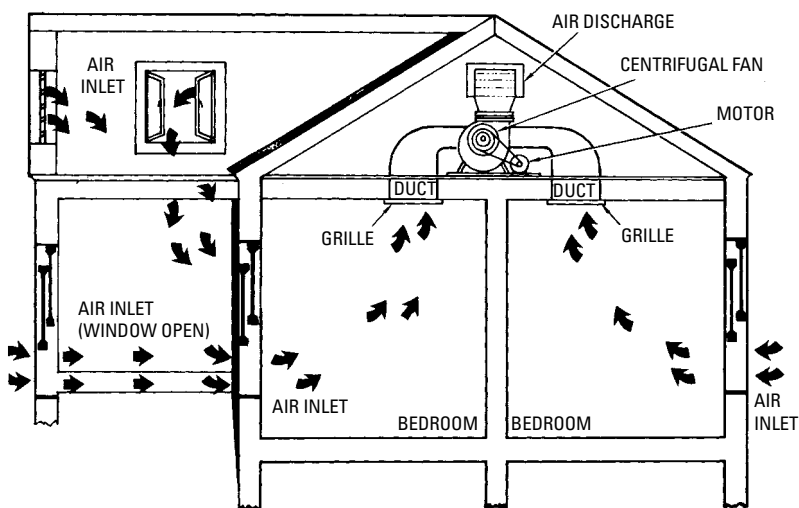 AIR DISCHARGE
AIR
INLET
CENTRIFUGAL FAN
MOTOR
DUCT
DUCT
GRILLE
GRILLE
AIR INLET
(WINDOW OPEN)
AIR INLET
BEDROOM
BEDROOM
AIR
INLET